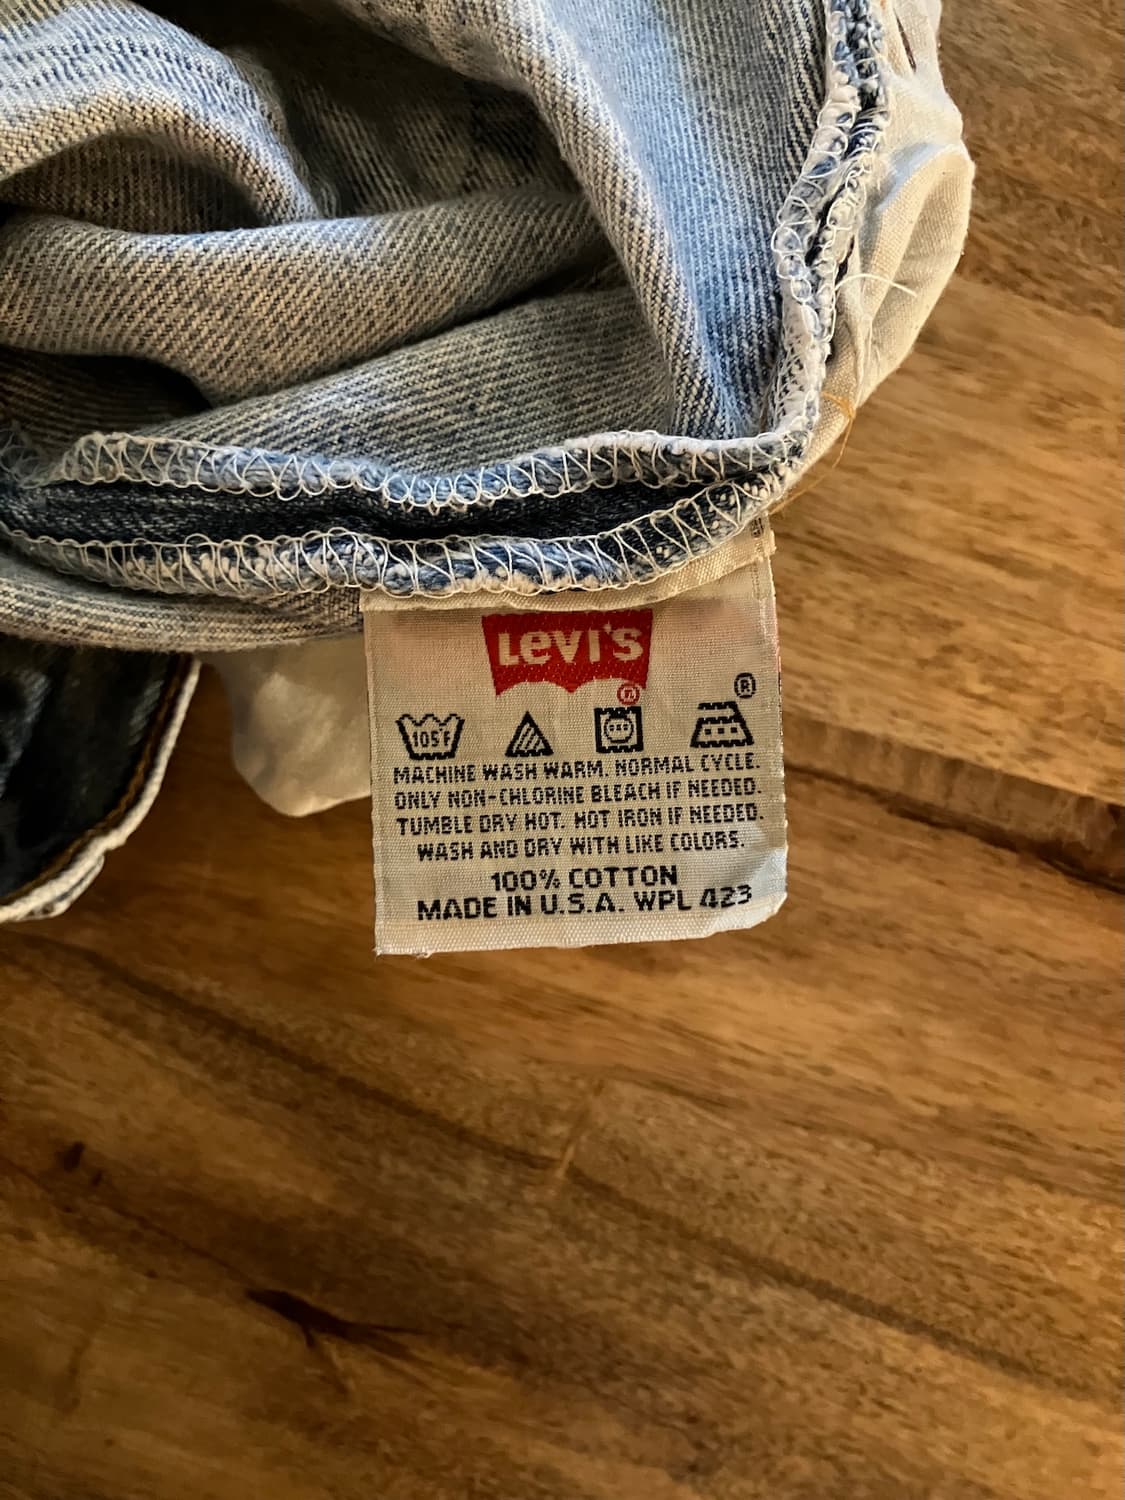 LEVI'S
®
®
105°F
MACHINE WASH WARM. NORMAL CYCLE.
ONLY NON-CHLORINE BLEACH IF NEEDED.
TUMBLE DRY HOT. HOT IRON IF NEEDED.
WASH AND DRY WITH LIKE COLORS.
100% COTTON
MADE IN U.S.A. WPL 423